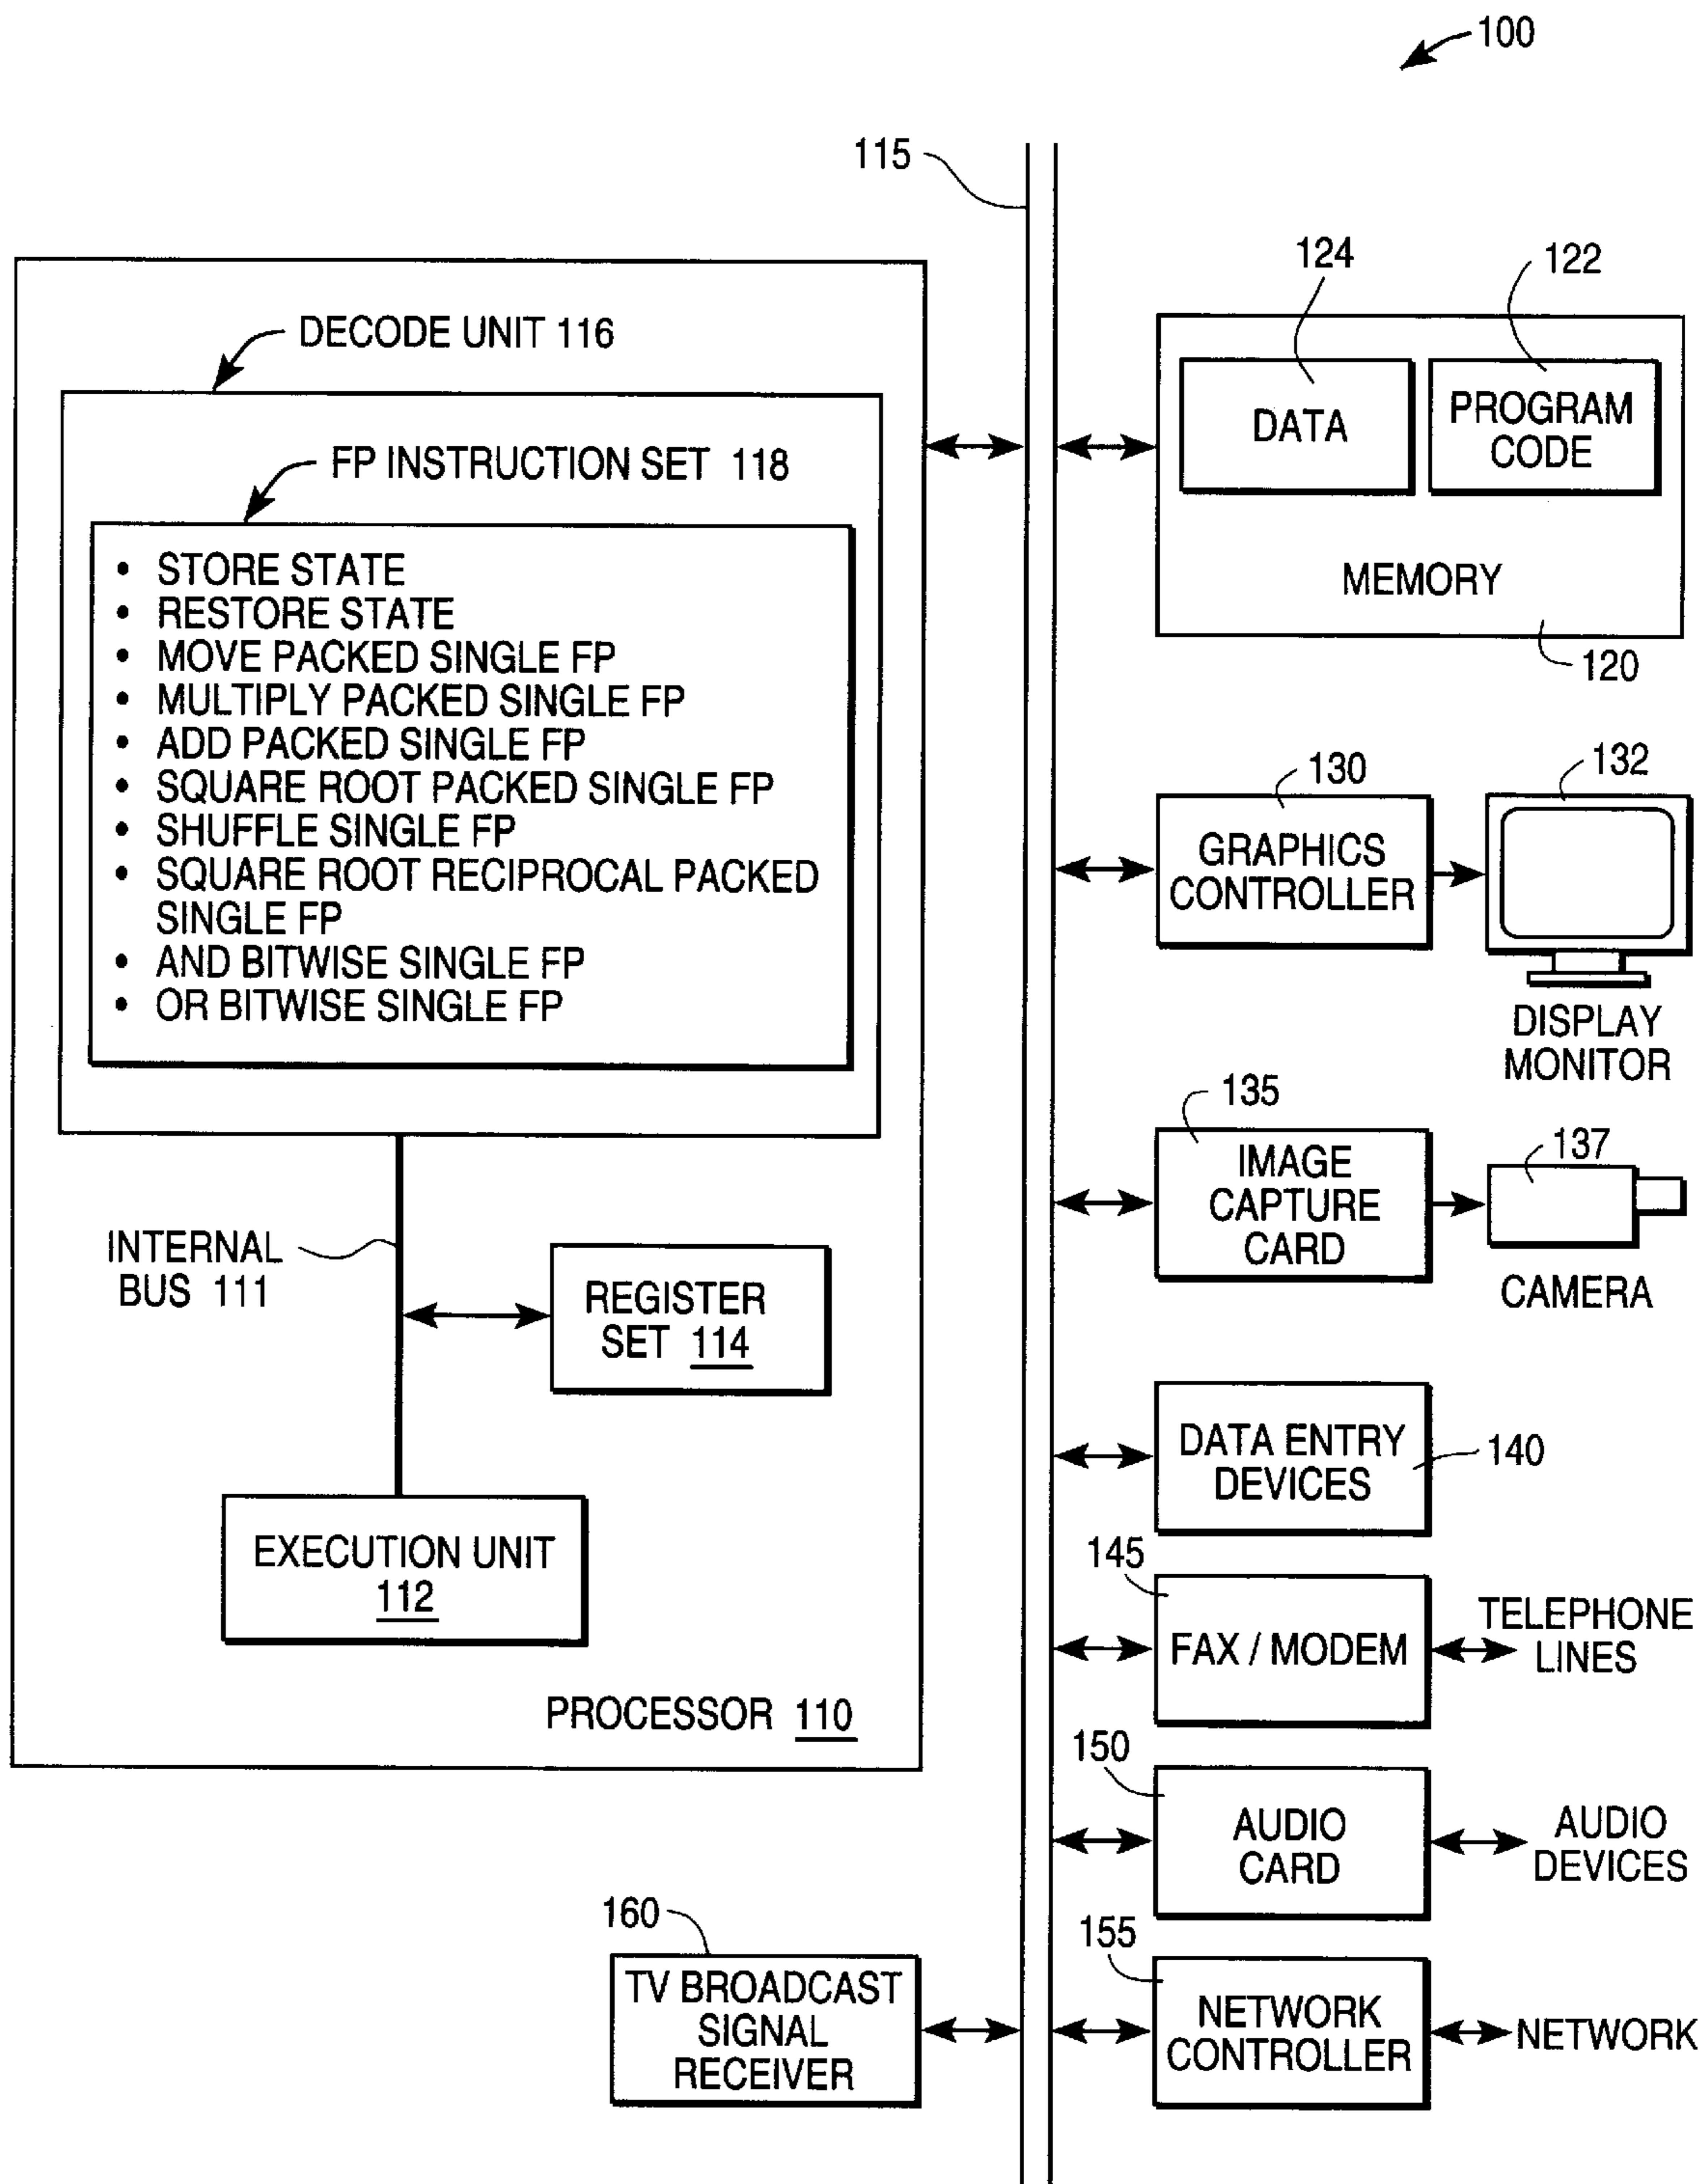 100
115
DECODE UNIT 116
FP INSTRUCTION SET 118
• STORE STATE
• RESTORE STATE
• MOVE PACKED SINGLE FP
• MULTIPLY PACKED SINGLE FP
• ADD PACKED SINGLE FP
• SQUARE ROOT PACKED SINGLE FP
• SHUFFLE SINGLE FP
• SQUARE ROOT RECIPROCAL PACKED
SINGLE FP
• AND BITWISE SINGLE FP
• OR BITWISE SINGLE FP
INTERNAL
BUS 111
REGISTER
SET 114
EXECUTION UNIT
112
PROCESSOR 110
160
TV BROADCAST
SIGNAL
RECEIVER
124
122
DATA
PROGRAM
CODE
MEMORY
120
130
132
GRAPHICS
CONTROLLER
DISPLAY
MONITOR
135
137
IMAGE
CAPTURE
CARD
CAMERA
DATA ENTRY
DEVICES
140
145
FAX / MODEM
TELEPHONE
LINES
150
AUDIO
CARD
AUDIO
DEVICES
155
NETWORK
CONTROLLER
NETWORK